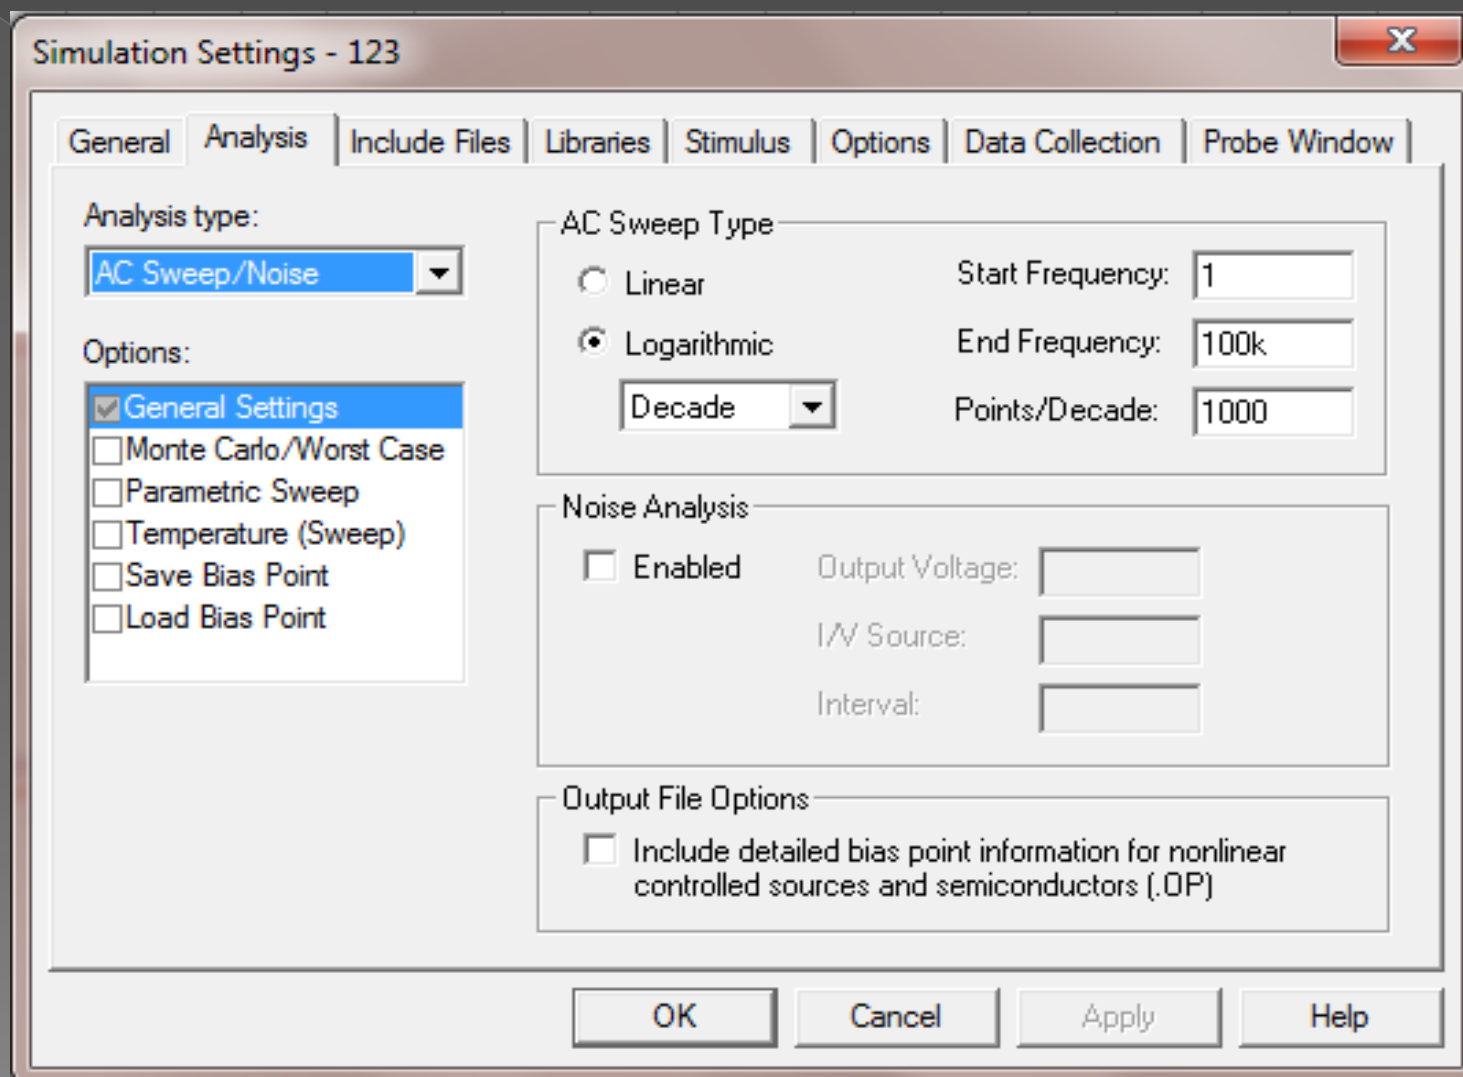 Simulation Settings - 123
General Analysis Include Files Libraries Stimulus Options Data Collection Probe Window
Analysis type:
AC Sweep/Noise
Options:
General Settings
Monte Carlo/Worst Case
Parametric Sweep
Temperature (Sweep)
Save Bias Point
Load Bias Point
AC Sweep Type
Linear
Logarithmic
Decade
Start Frequency: 1
End Frequency: 100k
Points/Decade: 1000
Noise Analysis
Enabled
Output Voltage:
I/V Source:
Interval:
Output File Options
Include detailed bias point information for nonlinear
controlled sources and semiconductors (.OP)
OK Cancel Apply Help